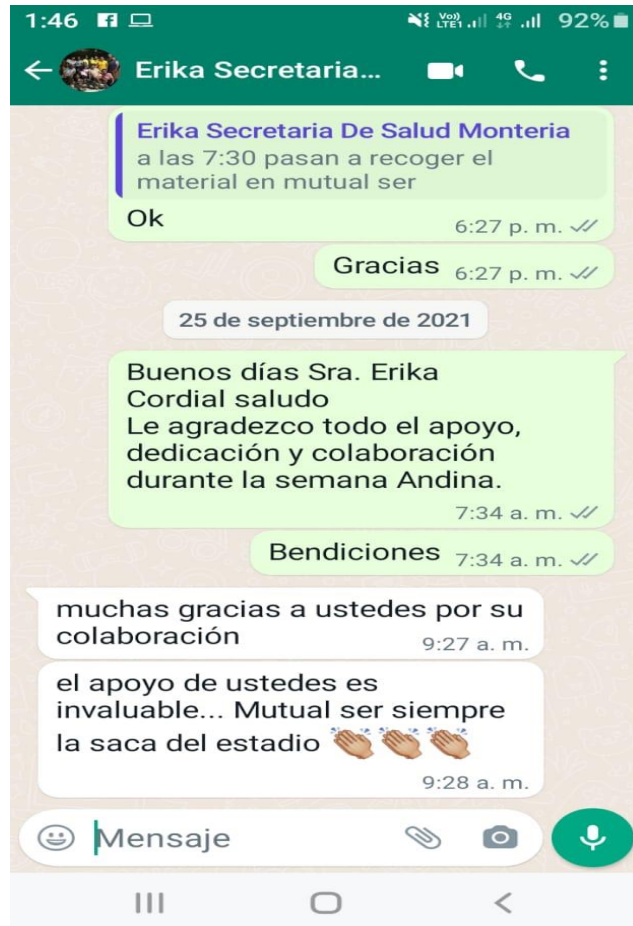 1:46 Vo)) LTE1 4G 92%
Erika Secretaria...
Erika Secretaria De Salud Monteria
a las 7:30 pasan a recoger el
material en mutual ser
Ok
6:27 p. m.
Gracias 6:27 p. m.
25 de septiembre de 2021
Buenos días Sra. Erika
Cordial saludo
Le agradezco todo el apoyo,
dedicación y colaboración
durante la semana Andina.
7:34 a. m.
Bendiciones 7:34 a. m.
muchas gracias a ustedes por su
colaboración 9:27 a. m.
el apoyo de ustedes es
invaluable... Mutual ser siempre
la saca del estadio 👏🏼👏🏼👏🏼
9:28 a. m.
Mensaje